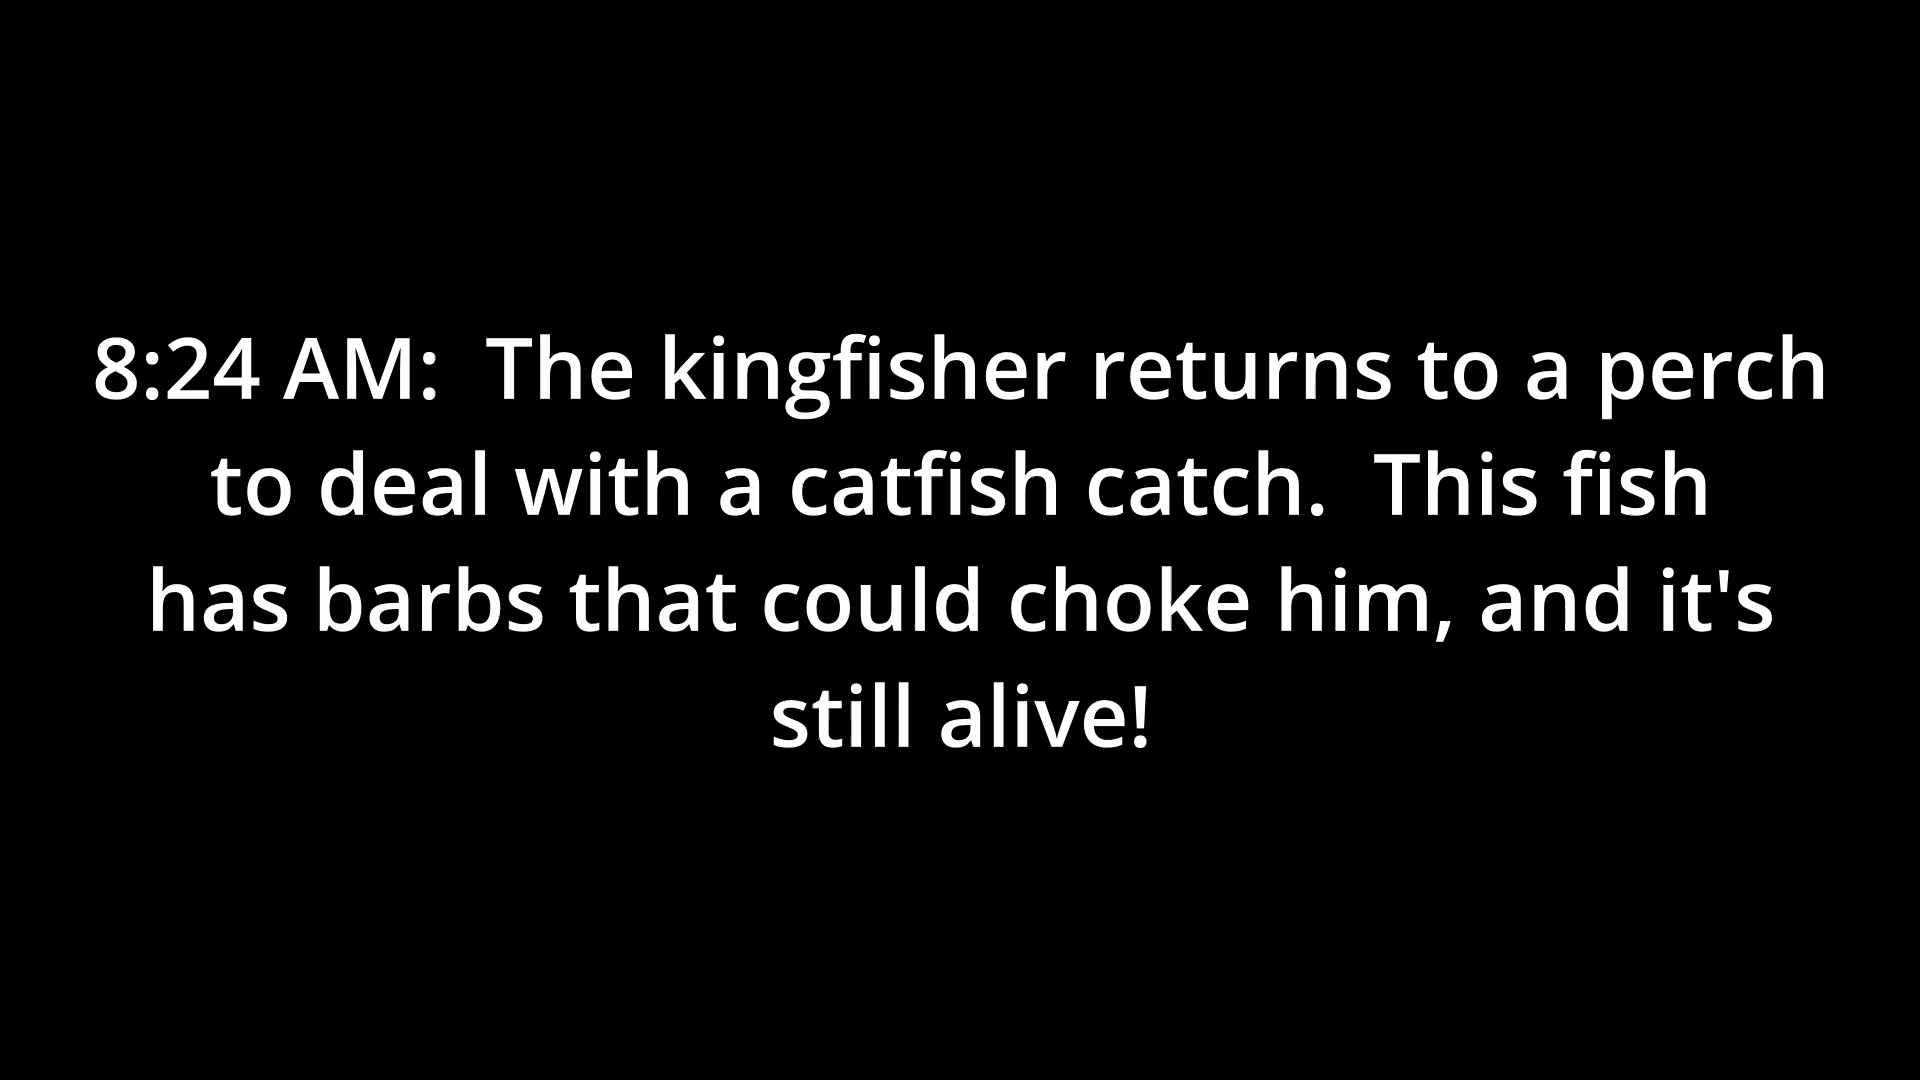 8:24 AM:  The kingfisher returns to a perch
to deal with a catfish catch.  This fish
has barbs that could choke him, and it's
still alive!